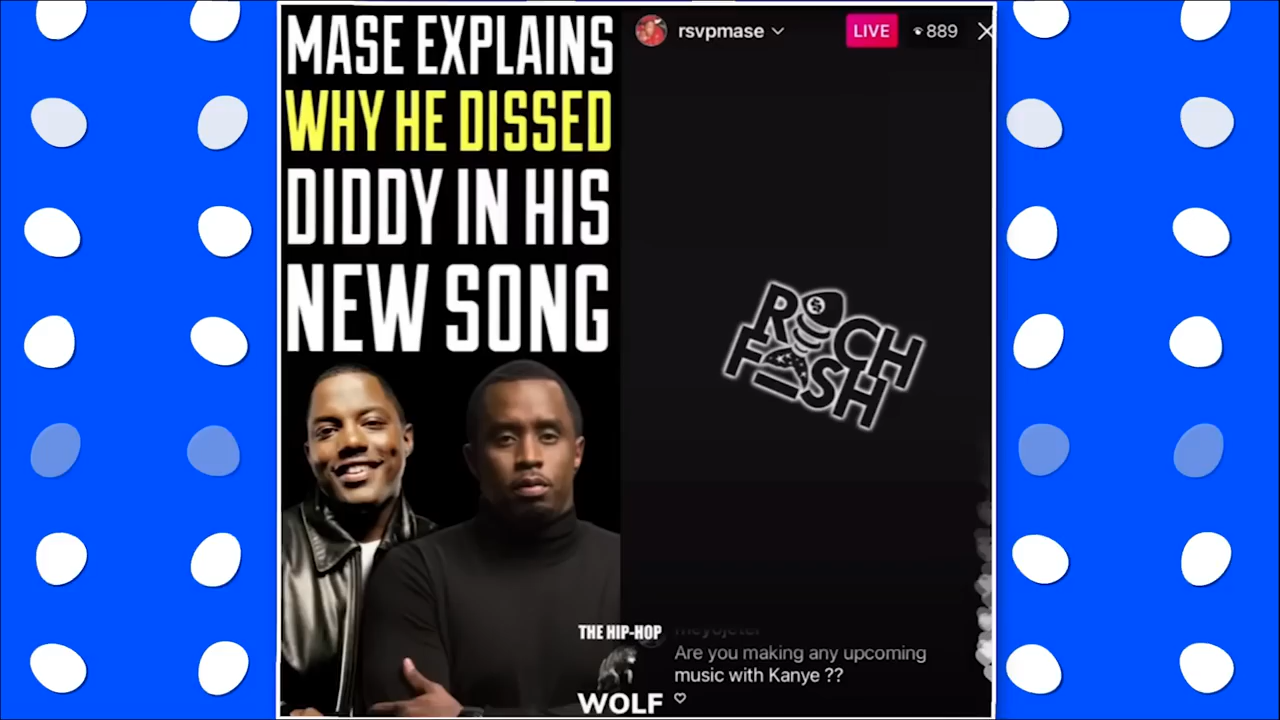 MASE EXPLAINS
WHY HE DISSED
DIDDY IN HIS
NEW SONG
THE HIP-HOP
WOLF
rsvpmase
LIVE
889
RICH
FISH
Are you making any upcoming
music with Kanye ??